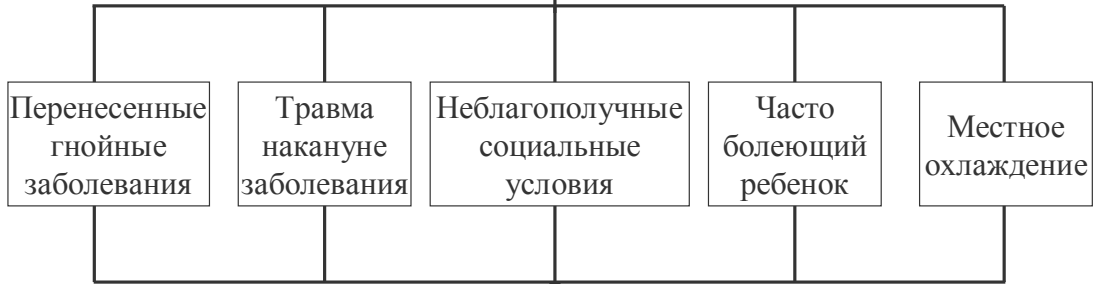 Перенесенные
гнойные
заболевания
Травма
накануне
заболевания
Неблагополучные
социальные
условия
Часто
болеющий
ребенок
Местное
охлаждение